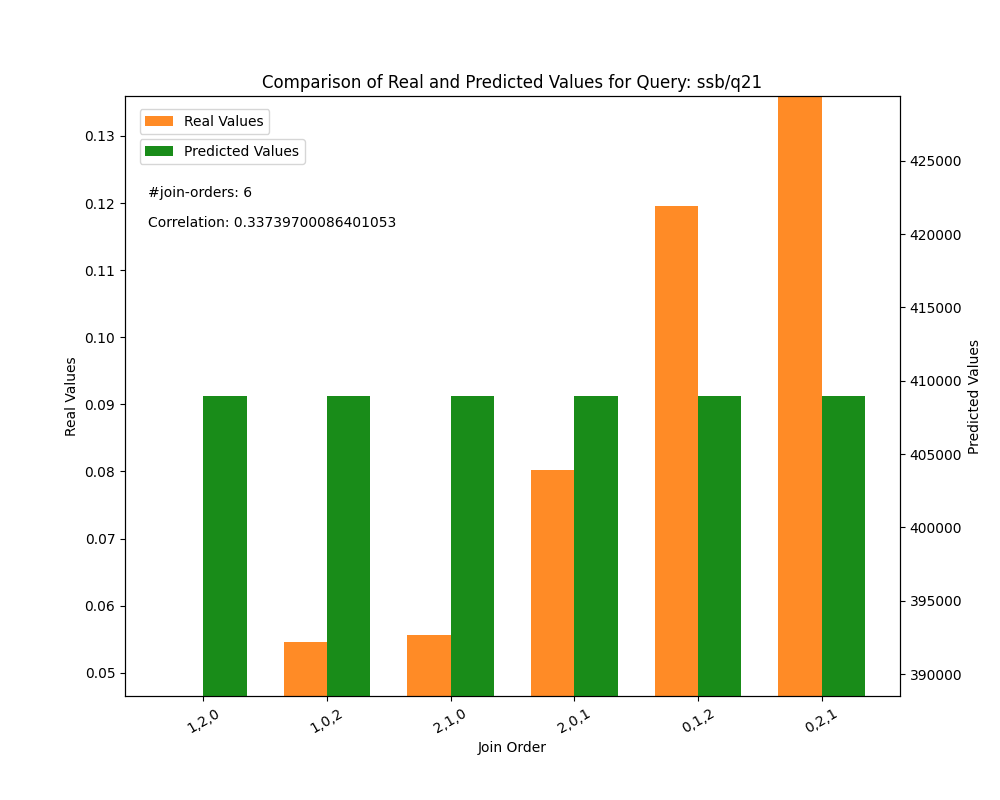 Comparison of Real and Predicted Values for Query: ssb/q21
Real Values
Predicted Values
#join-orders: 6
Correlation: 0.33739700086401053
0.13
0.12
0.11
0.10
0.09
0.08
0.07
0.06
0.05
Real Values
425000
420000
415000
410000
405000
400000
395000
390000
Predicted Values
1,2,0
1,0,2
2,1,0
2,0,1
0,1,2
0,2,1
Join Order